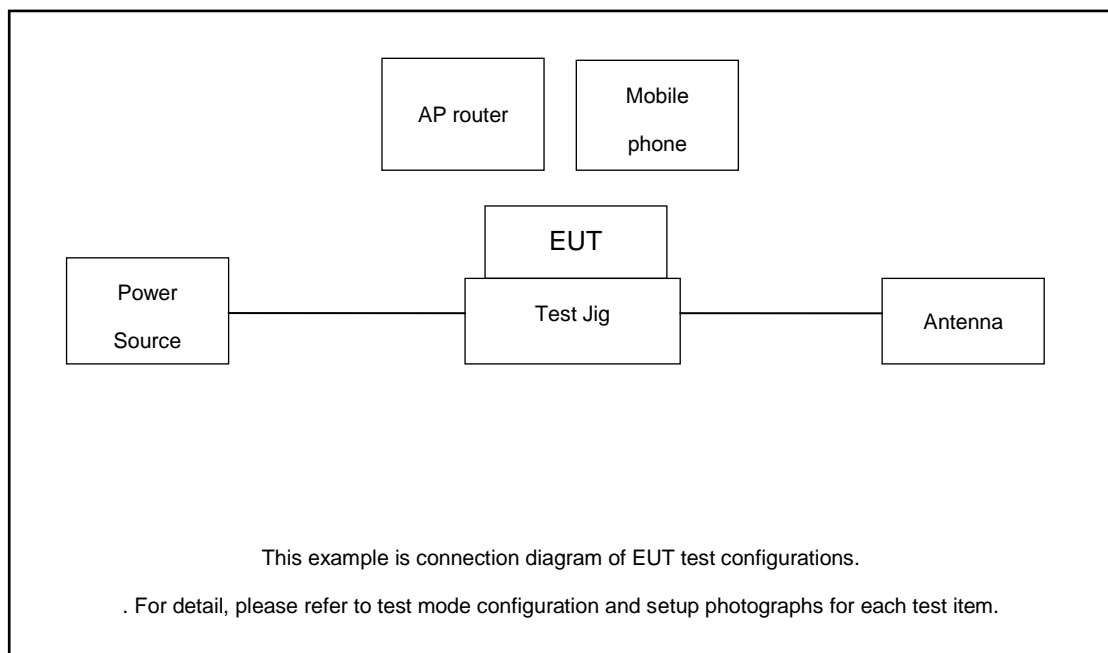 AP router
Mobile
phone
EUT
Power
Source
Test Jig
Antenna
This example is connection diagram of EUT test configurations.
. For detail, please refer to test mode configuration and setup photographs for each test item.